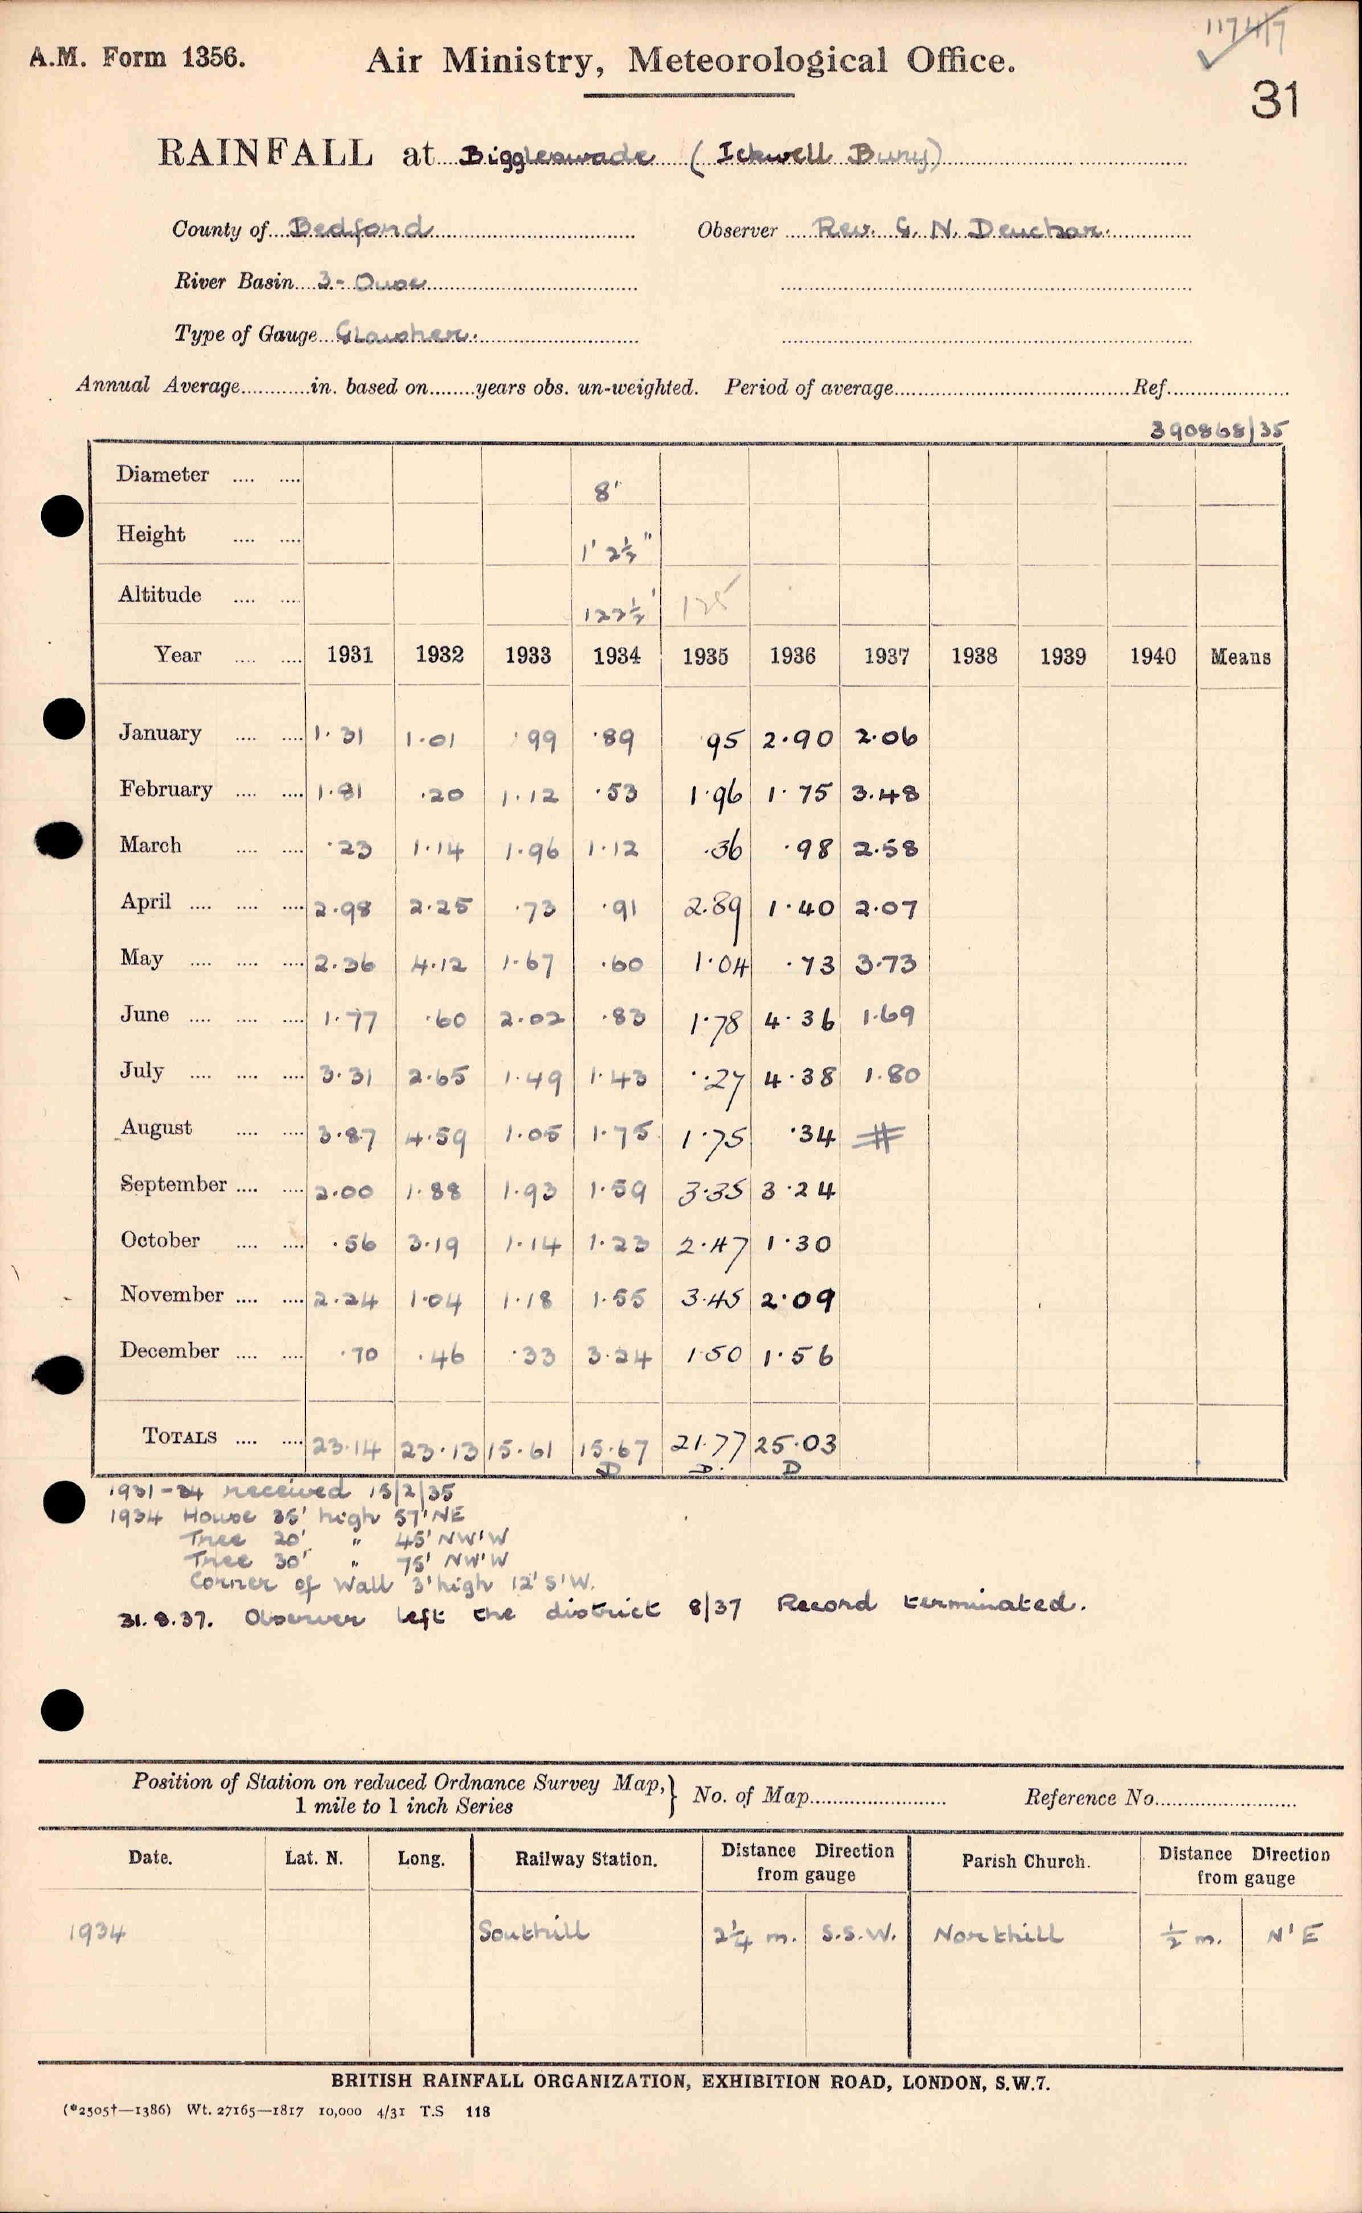 1174/7
A.M. Form 1356. Air Ministry, Meteorological Office.
31
RAINFALL at Biggleswade (Ickwell Bury)
County of Bedford Observer Rev. G. N. Deuchar.
River Basin 3 - Ouse
Type of Gauge Glaisher.
Annual Average............in. based on........years obs. un-weighted. Period of average........................Ref...............
390868/35
Diameter .... .... 8"
Height .... .... 1' 2½"
Altitude .... .... 122½' 125
Year .... .... 1931 1932 1933 1934 1935 1936 1937 1938 1939 1940 Means
January .... .... 1.31 1.01 .99 .89 .95 2.90 2.06
February .... .... 1.81 .20 1.12 .53 1.96 1.75 3.48
March .... .... .23 1.14 1.96 1.12 .36 .98 2.58
April .... .... .... 2.98 2.25 .73 .91 2.89 1.40 2.07
May .... .... .... 2.36 4.12 1.67 .60 1.04 .73 3.73
June .... .... .... 1.77 .60 2.02 .83 1.78 4.36 1.69
July .... .... .... 3.31 2.65 1.49 1.43 .27 4.38 1.80
August .... .... 3.87 4.59 1.05 1.75 1.75 .34 #
September .... .... 2.00 1.88 1.93 1.59 3.35 3.24
October .... .... .56 3.19 1.14 1.23 2.47 1.30
November .... .... 2.24 1.04 1.18 1.55 3.45 2.09
December .... .... .70 .46 .33 3.24 1.50 1.56
TOTALS .... .... 23.14 23.13 15.61 15.67 21.77 25.03
D D D
1931-34 received 15/2/35
1934 House 35' high 57' NE
Tree 20' " 45' NW'W
Tree 30' " 75' NW'W
Corner of Wall 3' high 12' S'W.
31.8.37. Observer left the district 8/37 Record terminated.
Position of Station on reduced Ordnance Survey Map, } No. of Map........................ Reference No.........................
1 mile to 1 inch Series
Date. Lat. N. Long. Railway Station. Distance Direction from gauge Parish Church. Distance Direction from gauge
1934 Southill 2¼ m. S.S.W. Northill ½ m. N'E
BRITISH RAINFALL ORGANIZATION, EXHIBITION ROAD, LONDON, S.W.7.
(*2505†—1386) Wt. 27165—1817 10,000 4/31 T.S 118